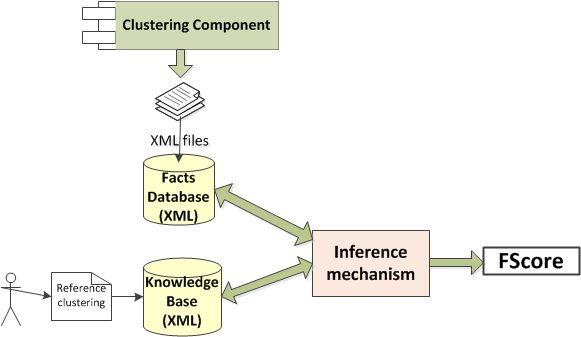 Clustering Component
XML files
Facts
Database
(XML)
Inference
mechanism
FScore
Reference
clustering
Knowledge
Base
(XML)